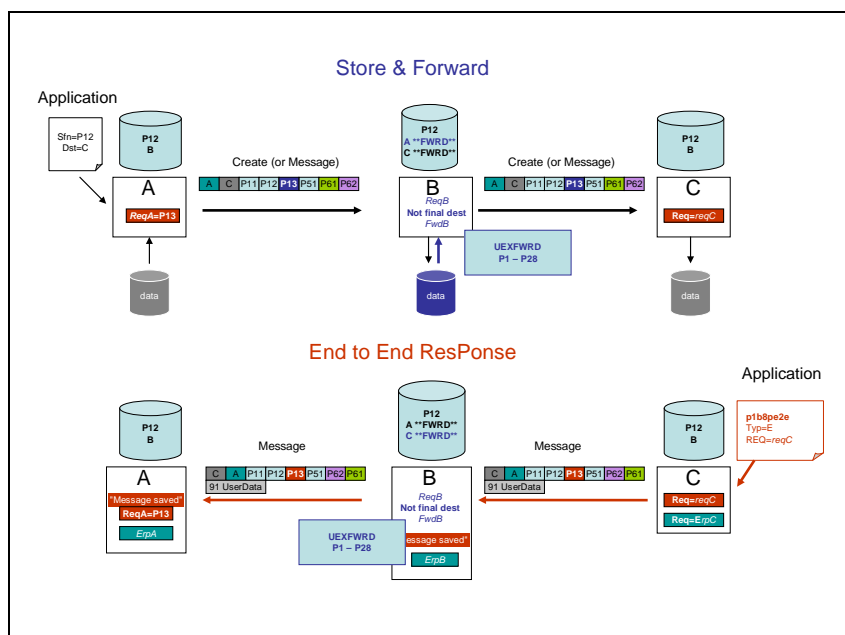 Store & Forward
Application
Sfn=P12
Dst=C
P12
B
P12
A **FWRD**
C **FWRD**
P12
B
Create (or Message)
Create (or Message)
A
ReqA=P13
A C P11 P12 P13 P51 P61 P62
B
ReqB
Not final dest
FwdB
A C P11 P12 P13 P51 P61 P62
C
Req=reqC
UEXFWRD
P1 – P28
data
data
data
End to End ResPonse
Application
P12
B
P12
A **FWRD**
C **FWRD**
P12
B
p1b8pe2e
Typ=E
REQ=reqC
Message
Message
A
"Message saved"
ReqA=P13
ErpA
C A P11 P12 P13 P51 P62 P61
91 UserData
B
ReqB
Not final dest
FwdB
essage saved"
ErpB
UEXFWRD
P1 – P28
C A P11 P12 P13 P51 P62 P61
91 UserData
C
Req=reqC
Req=ErpC